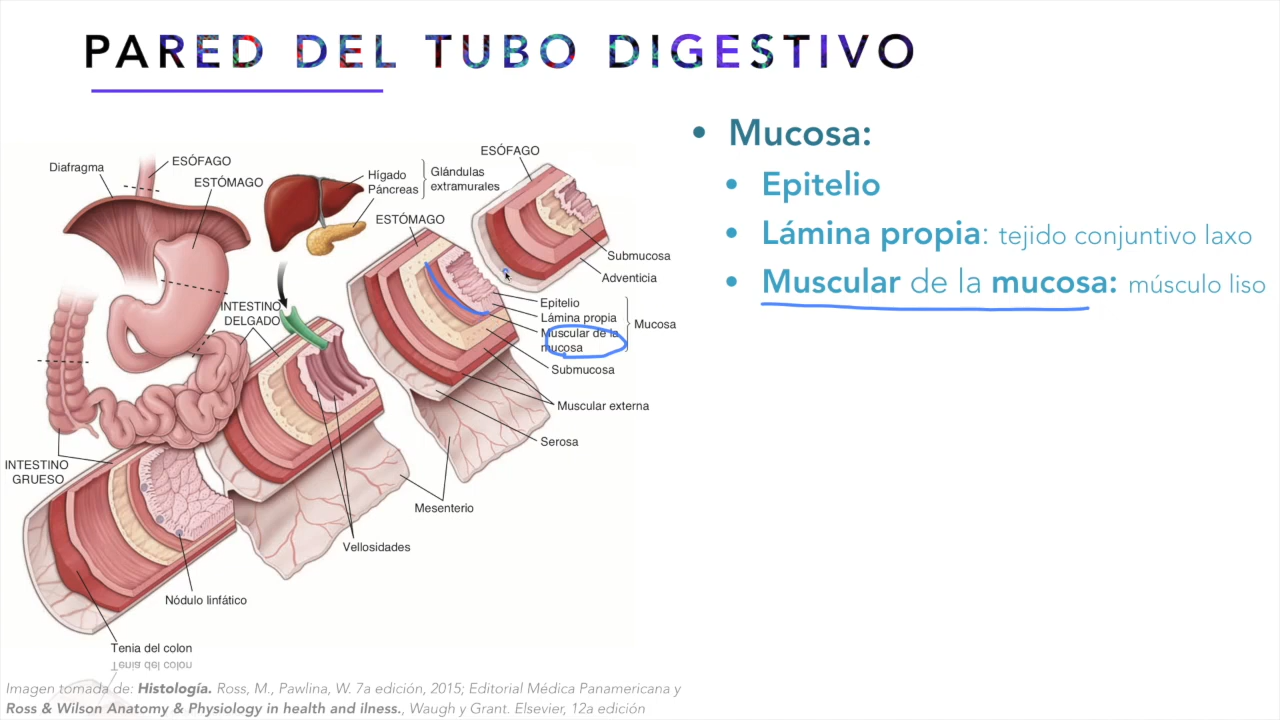 PARED DEL TUBO DIGESTIVO
• Mucosa:
• Epitelio
• Lámina propia: tejido conjuntivo laxo
• Muscular de la mucosa: músculo liso
Diafragma
ESÓFAGO
ESTÓMAGO
Hígado
Páncreas
Glándulas
extramurales
ESÓFAGO
ESTÓMAGO
Submucosa
Adventicia
INTESTINO
DELGADO
Epitelio
Lámina propia
Muscular de la
mucosa
Mucosa
Submucosa
Muscular externa
Serosa
INTESTINO
GRUESO
Mesenterio
Vellosidades
Nódulo linfático
Tenia del colon
Tenia del colon
Imagen tomada de: Histología. Ross, M., Pawlina, W. 7a edición, 2015; Editorial Médica Panamericana y
Ross & Wilson Anatomy & Physiology in health and ilness., Waugh y Grant. Elsevier, 12a edición